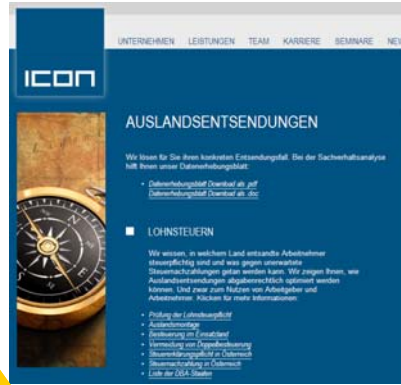 UNTERNEHMEN LEISTUNGEN TEAM KARRIERE SEMINARE
ICON
AUSLANDSENTSENDUNGEN
Wir lösen für Sie ihren konkreten Entsendungsfall. Bei der Sachverhaltsanalyse
hilft Ihnen unser Datenerhebungsblatt:
Datenerhebungsblatt Download als .pdf
Datenerhebungsblatt Download als .doc
LOHNSTEUERN
Wir wissen, in welchem Land entsandte Arbeitnehmer
steuerpflichtig sind und was gegen unerwartete
Steuernachzahlungen getan werden kann. Wir zeigen Ihnen, wie
Auslandsentsendungen abgabenrechtlich optimiert werden
können. Und zwar zum Nutzen von Arbeitgeber und
Arbeitnehmer. Klicken für mehr Informationen:
Prüfung der Lohnsteuerpflicht
Auslandsmontage
Besteuerung im Einsatzland
Vermeidung von Doppelbesteuerung
Steuererklärungspflicht in Österreich
Steuernachzahlung in Österreich
Liste der DBA-Staaten